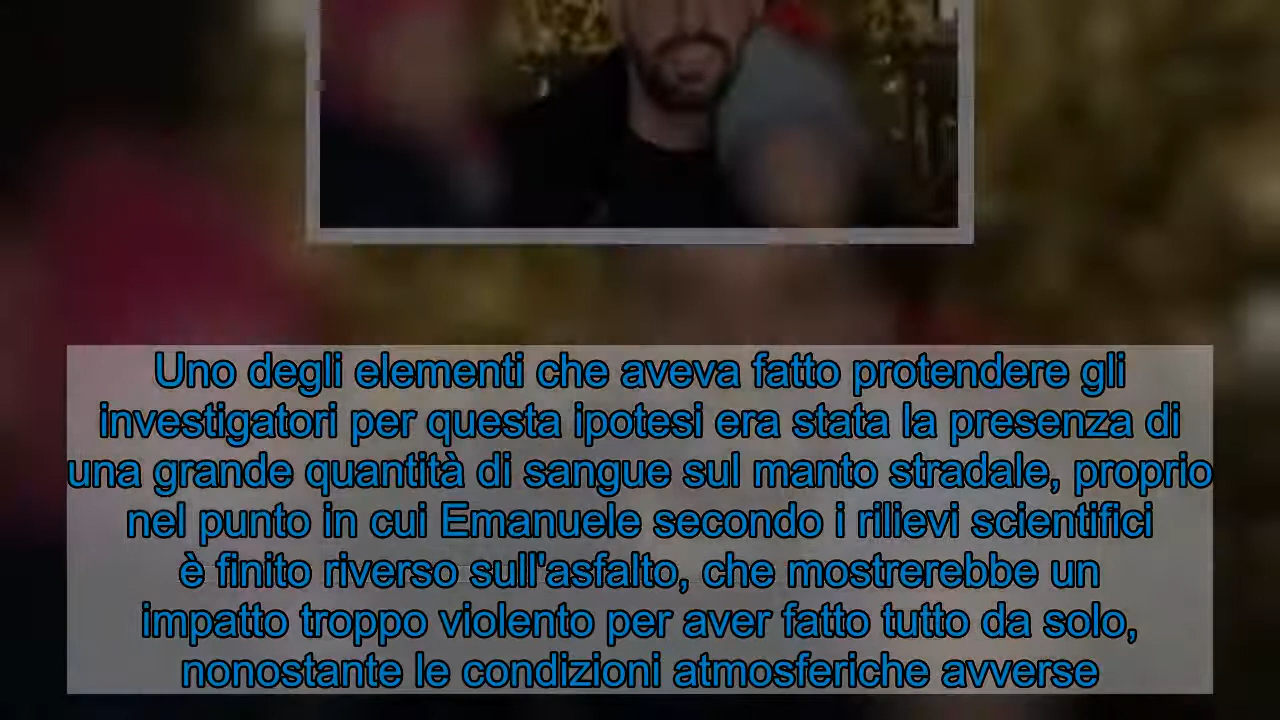 Uno degli elementi che aveva fatto protendere gli
investigatori per questa ipotesi era stata la presenza di
una grande quantità di sangue sul manto stradale, proprio
nel punto in cui Emanuele secondo i rilievi scientifici
è finito riverso sull'asfalto, che mostrerebbe un
impatto troppo violento per aver fatto tutto da solo,
nonostante le condizioni atmosferiche avverse